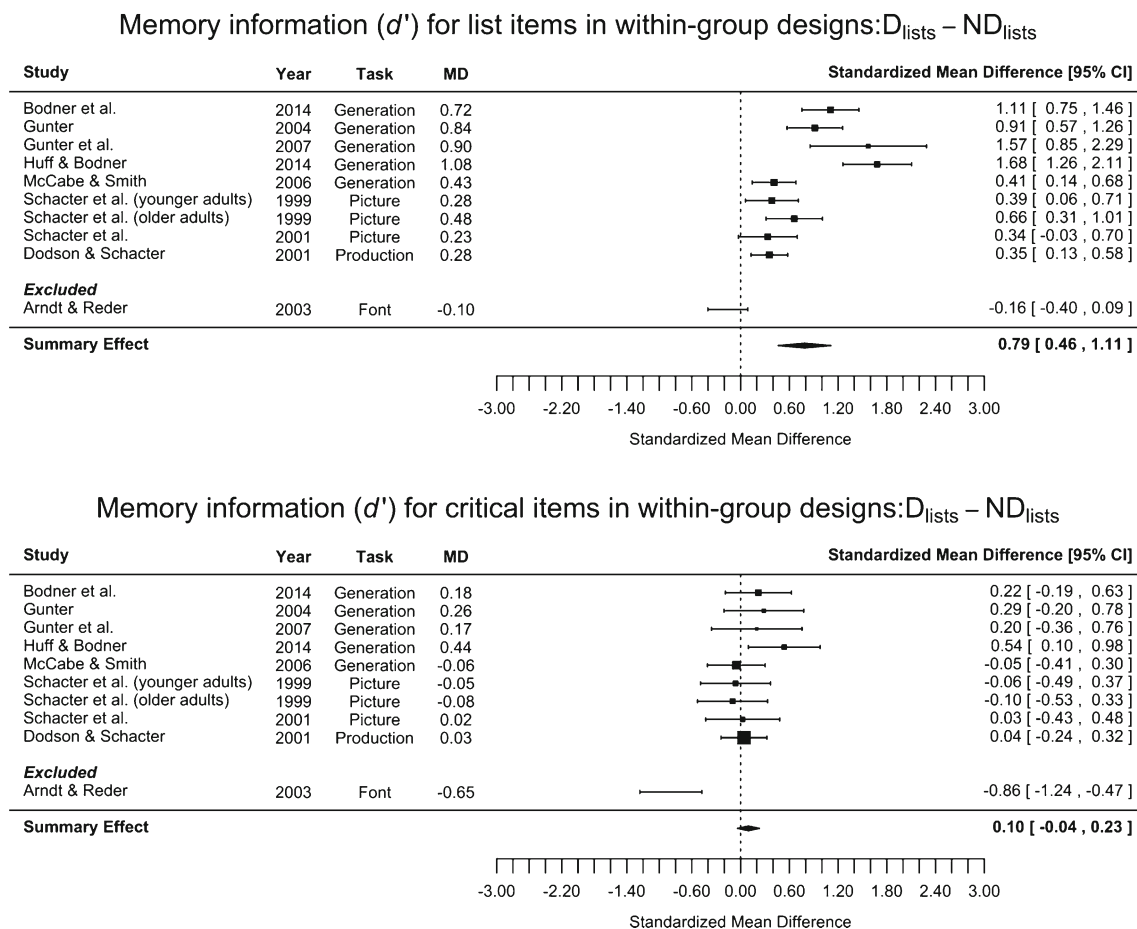 Memory information (d') for list items in within-group designs:Dlists – NDlists
Study Year Task MD Standardized Mean Difference [95% CI]
Bodner et al. 2014 Generation 0.72 1.11 [ 0.75 , 1.46 ]
Gunter 2004 Generation 0.84 0.91 [ 0.57 , 1.26 ]
Gunter et al. 2007 Generation 0.90 1.57 [ 0.85 , 2.29 ]
Huff & Bodner 2014 Generation 1.08 1.68 [ 1.26 , 2.11 ]
McCabe & Smith 2006 Generation 0.43 0.41 [ 0.14 , 0.68 ]
Schacter et al. (younger adults) 1999 Picture 0.28 0.39 [ 0.06 , 0.71 ]
Schacter et al. (older adults) 1999 Picture 0.48 0.66 [ 0.31 , 1.01 ]
Schacter et al. 2001 Picture 0.23 0.34 [ -0.03 , 0.70 ]
Dodson & Schacter 2001 Production 0.28 0.35 [ 0.13 , 0.58 ]
Excluded
Arndt & Reder 2003 Font -0.10 -0.16 [ -0.40 , 0.09 ]
Summary Effect 0.79 [ 0.46 , 1.11 ]
-3.00 -2.20 -1.40 -0.60 0.00 0.60 1.20 1.80 2.40 3.00
Standardized Mean Difference
Memory information (d') for critical items in within-group designs:Dlists – NDlists
Study Year Task MD Standardized Mean Difference [95% CI]
Bodner et al. 2014 Generation 0.18 0.22 [ -0.19 , 0.63 ]
Gunter 2004 Generation 0.26 0.29 [ -0.20 , 0.78 ]
Gunter et al. 2007 Generation 0.17 0.20 [ -0.36 , 0.76 ]
Huff & Bodner 2014 Generation 0.44 0.54 [ 0.10 , 0.98 ]
McCabe & Smith 2006 Generation -0.06 -0.05 [ -0.41 , 0.30 ]
Schacter et al. (younger adults) 1999 Picture -0.05 -0.06 [ -0.49 , 0.37 ]
Schacter et al. (older adults) 1999 Picture -0.08 -0.10 [ -0.53 , 0.33 ]
Schacter et al. 2001 Picture 0.02 0.03 [ -0.43 , 0.48 ]
Dodson & Schacter 2001 Production 0.03 0.04 [ -0.24 , 0.32 ]
Excluded
Arndt & Reder 2003 Font -0.65 -0.86 [ -1.24 , -0.47 ]
Summary Effect 0.10 [ -0.04 , 0.23 ]
-3.00 -2.20 -1.40 -0.60 0.00 0.60 1.20 1.80 2.40 3.00
Standardized Mean Difference